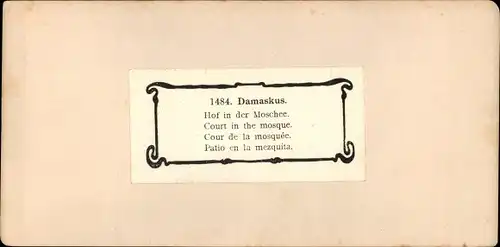 1484. Damaskus.
Hof in der Moschee.
Court in the mosque.
Cour de la mosquée.
Patio en la mezquita.